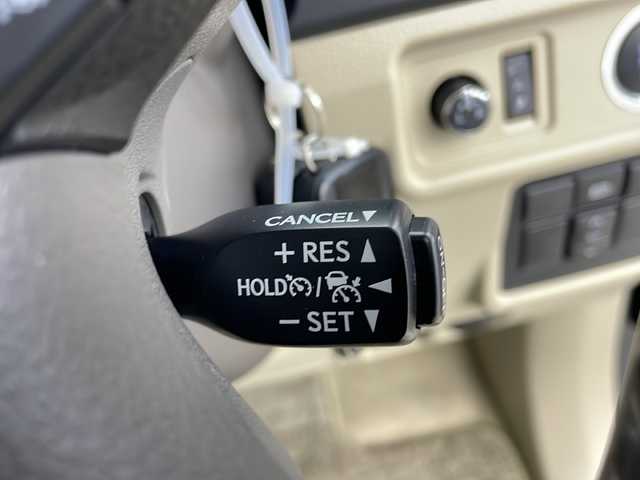 CANCEL▼
+ RES ▲
HOLD / ◀
− SET ▼